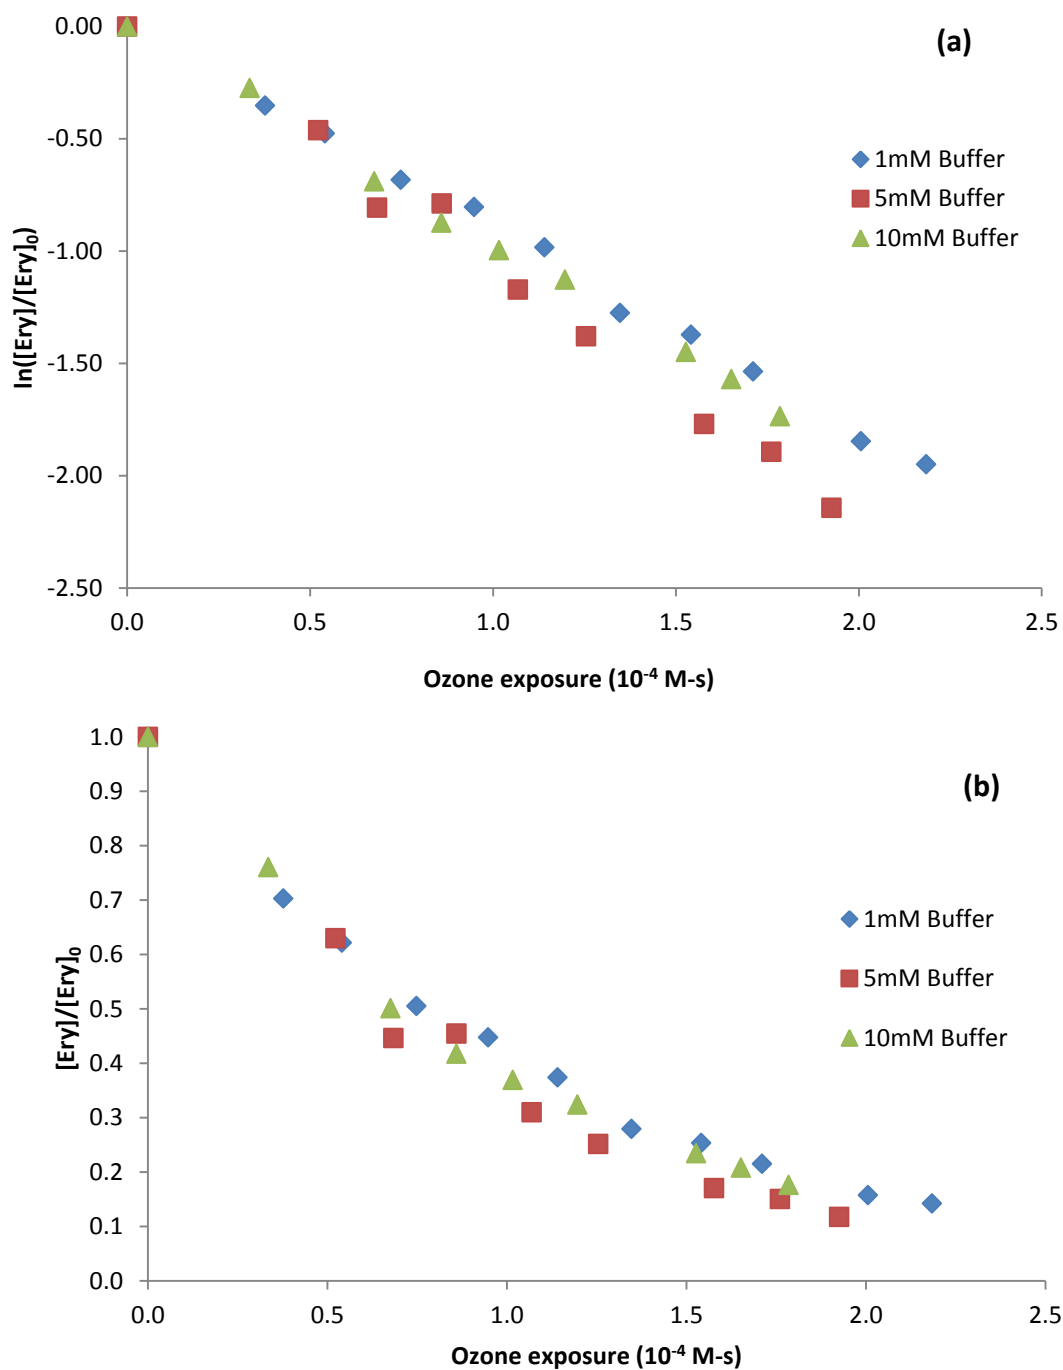 0.00
(a)
-0.50
1mM Buffer
5mM Buffer
10mM Buffer
-1.00
ln([Ery]/[Ery]₀)
-1.50
-2.00
-2.50
0.0 0.5 1.0 1.5 2.0 2.5
Ozone exposure (10⁻⁴ M-s)
1.0
(b)
0.9
0.8
0.7
1mM Buffer
0.6
5mM Buffer
0.5
[Ery]/[Ery]₀
10mM Buffer
0.4
0.3
0.2
0.1
0.0
0.0 0.5 1.0 1.5 2.0 2.5
Ozone exposure (10⁻⁴ M-s)